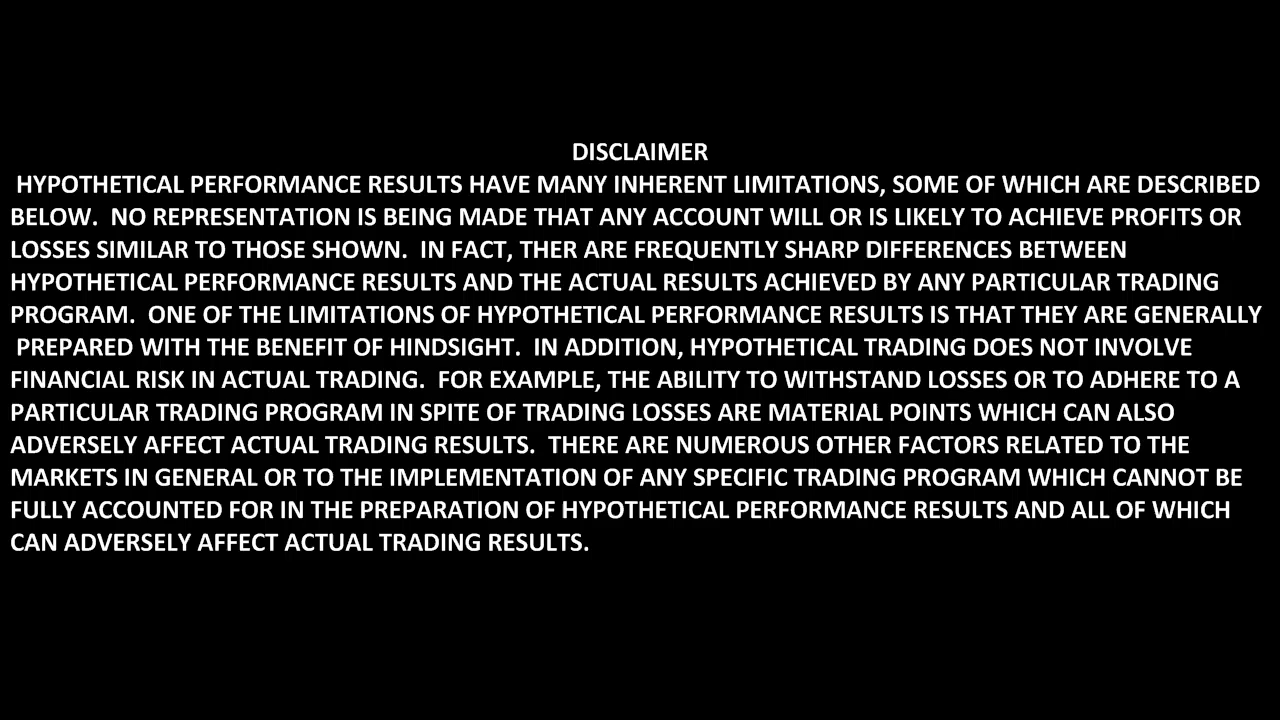 DISCLAIMER
HYPOTHETICAL PERFORMANCE RESULTS HAVE MANY INHERENT LIMITATIONS, SOME OF WHICH ARE DESCRIBED
BELOW.  NO REPRESENTATION IS BEING MADE THAT ANY ACCOUNT WILL OR IS LIKELY TO ACHIEVE PROFITS OR
LOSSES SIMILAR TO THOSE SHOWN.  IN FACT, THER ARE FREQUENTLY SHARP DIFFERENCES BETWEEN
HYPOTHETICAL PERFORMANCE RESULTS AND THE ACTUAL RESULTS ACHIEVED BY ANY PARTICULAR TRADING
PROGRAM.  ONE OF THE LIMITATIONS OF HYPOTHETICAL PERFORMANCE RESULTS IS THAT THEY ARE GENERALLY
PREPARED WITH THE BENEFIT OF HINDSIGHT.  IN ADDITION, HYPOTHETICAL TRADING DOES NOT INVOLVE
FINANCIAL RISK IN ACTUAL TRADING.  FOR EXAMPLE, THE ABILITY TO WITHSTAND LOSSES OR TO ADHERE TO A
PARTICULAR TRADING PROGRAM IN SPITE OF TRADING LOSSES ARE MATERIAL POINTS WHICH CAN ALSO
ADVERSELY AFFECT ACTUAL TRADING RESULTS.  THERE ARE NUMEROUS OTHER FACTORS RELATED TO THE
MARKETS IN GENERAL OR TO THE IMPLEMENTATION OF ANY SPECIFIC TRADING PROGRAM WHICH CANNOT BE
FULLY ACCOUNTED FOR IN THE PREPARATION OF HYPOTHETICAL PERFORMANCE RESULTS AND ALL OF WHICH
CAN ADVERSELY AFFECT ACTUAL TRADING RESULTS.